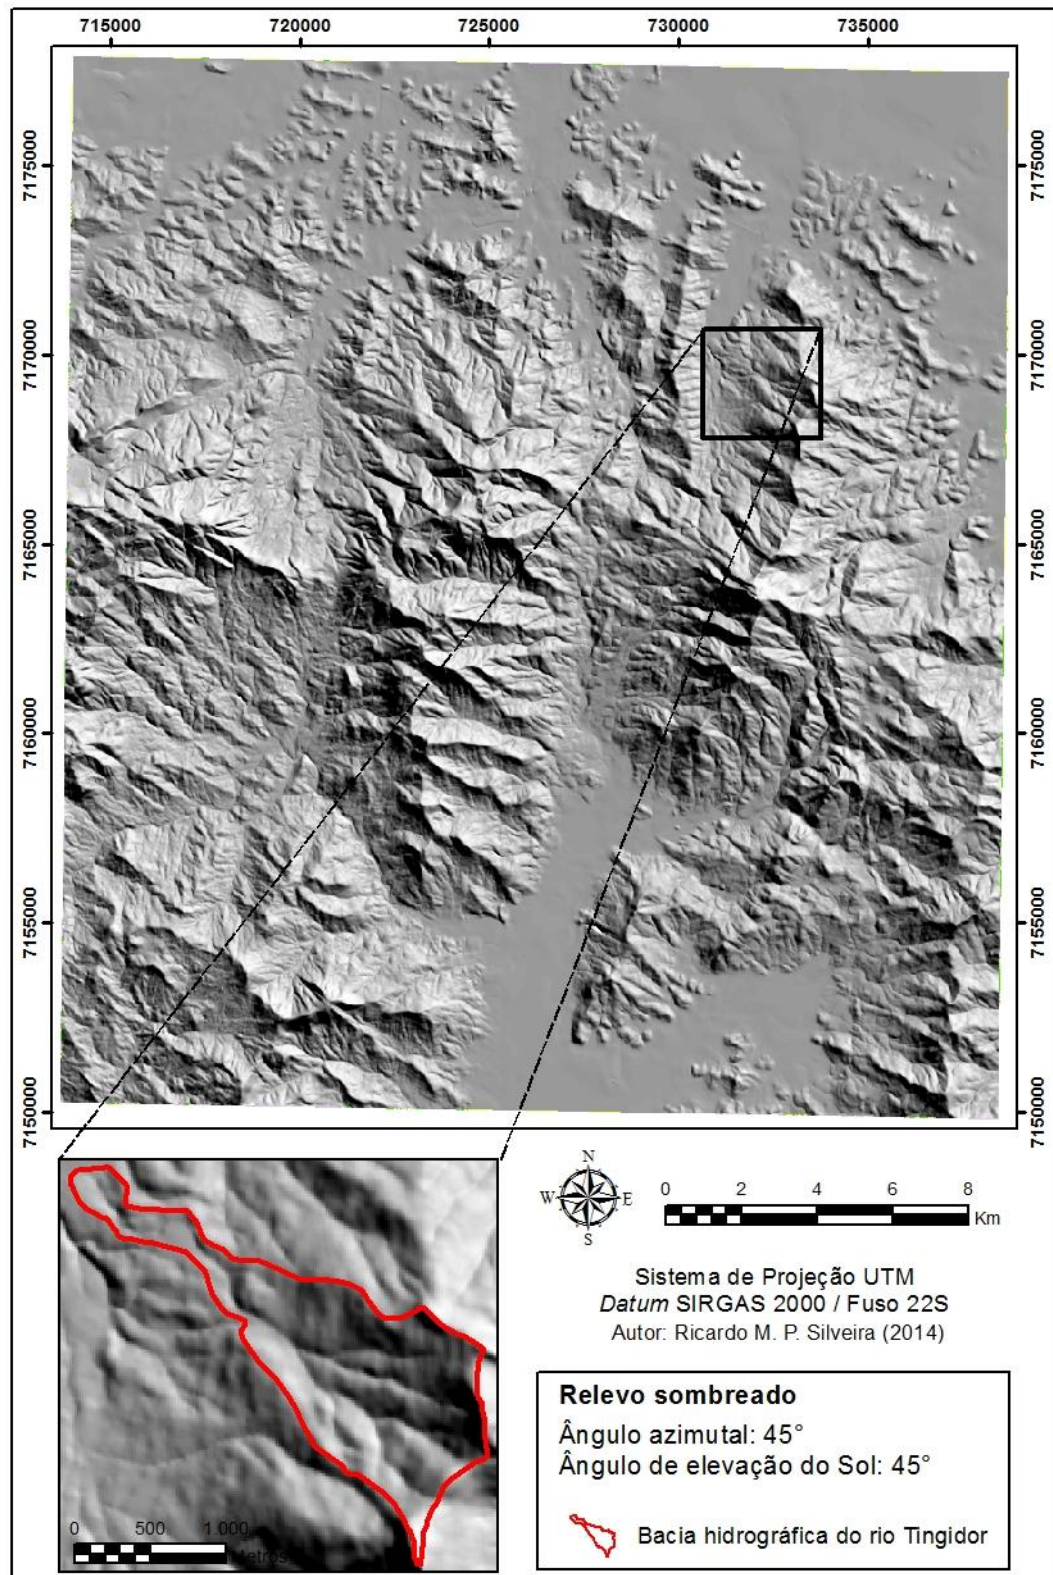 715000 720000 725000 730000 735000
7175000 7175000
7170000 7170000
7165000 7165000
7160000 7160000
7155000 7155000
7150000 7150000
N
W E
S
0 2 4 6 8
Km
Sistema de Projeção UTM
Datum SIRGAS 2000 / Fuso 22S
Autor: Ricardo M. P. Silveira (2014)
Relevo sombreado
Ângulo azimutal: 45°
Ângulo de elevação do Sol: 45°
Bacia hidrográfica do rio Tingidor
0 500 1.000
Metros